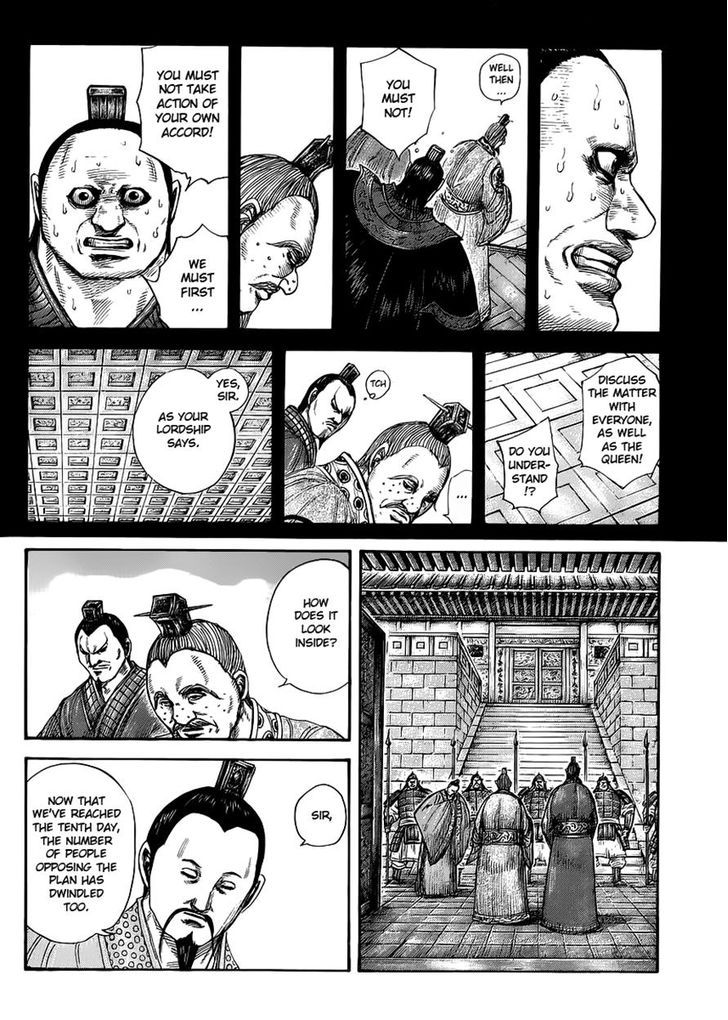 WELL
THEN
...
YOU
MUST
NOT!
YOU MUST
NOT TAKE
ACTION OF
YOUR OWN
ACCORD!
WE
MUST
FIRST
...
DISCUSS
THE MATTER
WITH
EVERYONE,
AS WELL
AS THE
QUEEN!
DO YOU
UNDER-
STAND
!?
TCH
...
YES,
SIR.
AS YOUR
LORDSHIP
SAYS.
HOW
DOES IT
LOOK
INSIDE?
SIR,
NOW THAT
WE'VE REACHED
THE TENTH DAY,
THE NUMBER
OF PEOPLE
OPPOSING THE
PLAN HAS
DWINDLED
TOO.